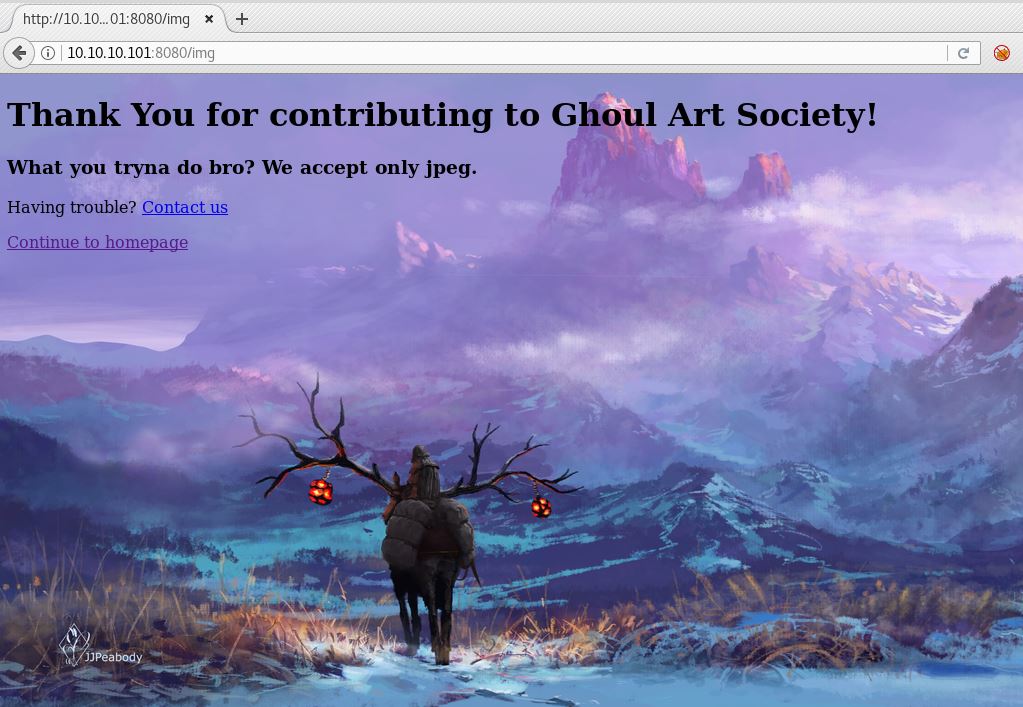 http://10.10...01:8080/img
10.10.10.101:8080/img
Thank You for contributing to Ghoul Art Society!
What you tryna do bro? We accept only jpeg.
Having trouble? Contact us
Continue to homepage
JJPeabody